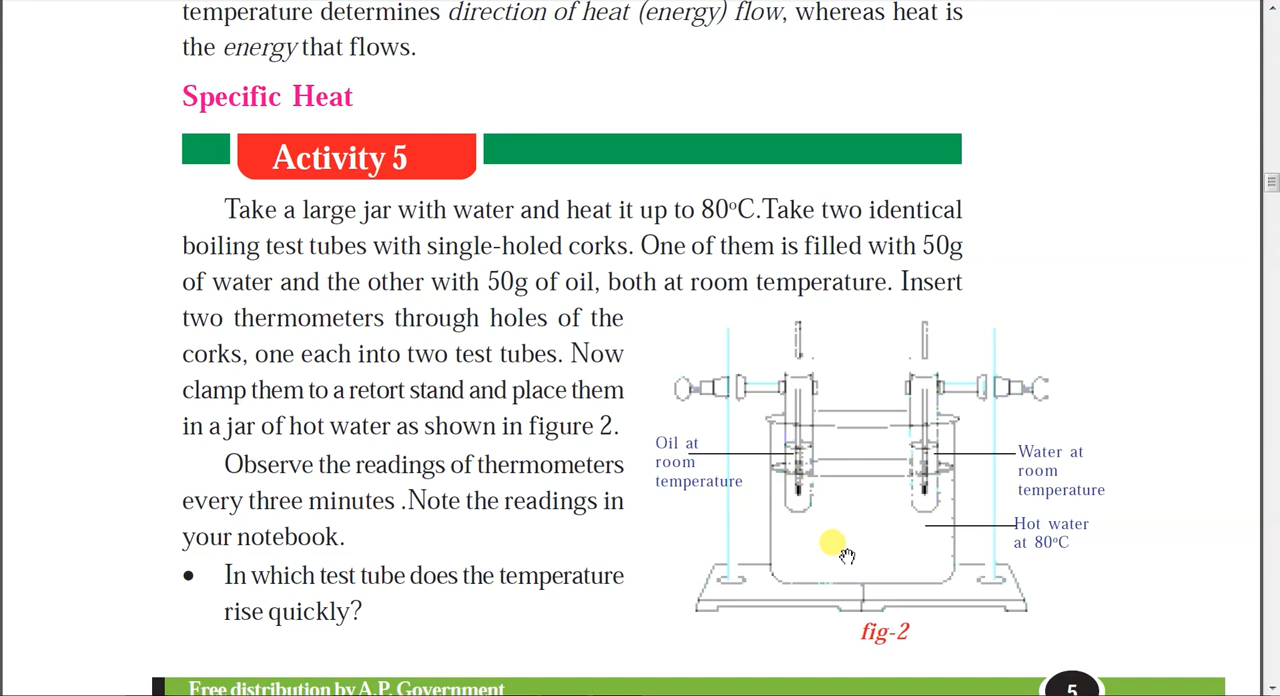 temperature determines direction of heat (energy) flow, whereas heat is
the energy that flows.
Specific Heat
Activity 5
Take a large jar with water and heat it up to 80°C.Take two identical
boiling test tubes with single-holed corks. One of them is filled with 50g
of water and the other with 50g of oil, both at room temperature. Insert
two thermometers through holes of the
corks, one each into two test tubes. Now
clamp them to a retort stand and place them
in a jar of hot water as shown in figure 2.
Observe the readings of thermometers
every three minutes .Note the readings in
your notebook.
• In which test tube does the temperature
rise quickly?
Oil at
room
temperature
Water at
room
temperature
Hot water
at 80°C
fig-2
Free distribution by A.P. Government
5